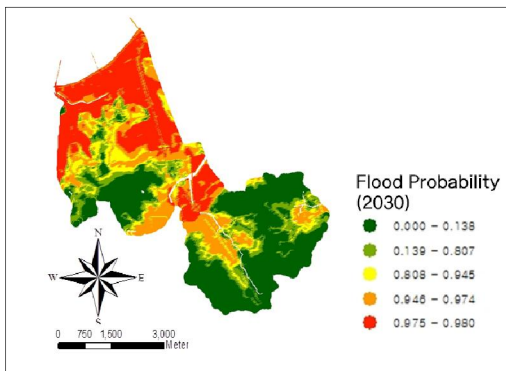 Flood Probability
(2030)
0.000 - 0.138
0.139 - 0.807
0.808 - 0.945
0.946 - 0.974
0.975 - 0.980
N
W E
S
0 750 1,500 3,000
Meter